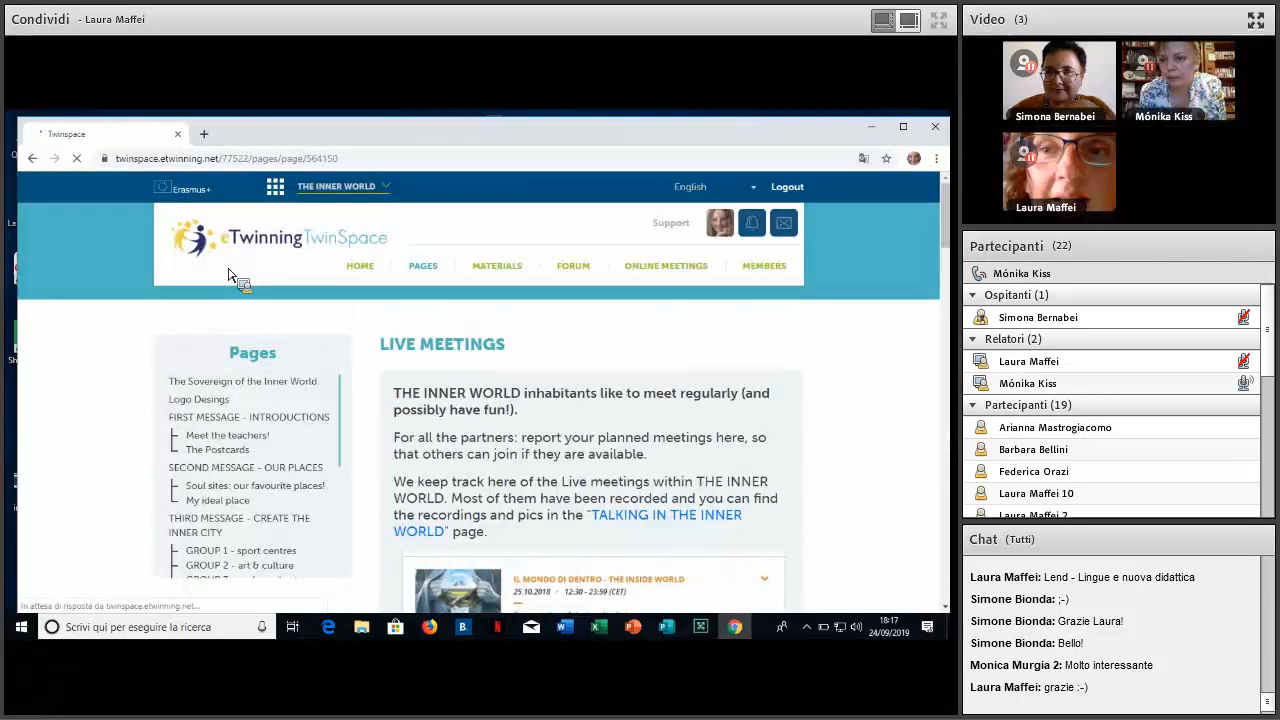 Condividi - Laura Maffei
Twinspace
twinspace.etwinning.net/77522/pages/page/564150
Erasmus+
THE INNER WORLD
English
Logout
eTwinningTwinSpace
Support
HOME
PAGES
MATERIALS
FORUM
ONLINE MEETINGS
MEMBERS
Pages
The Sovereign of the Inner World
Logo Desings
FIRST MESSAGE - INTRODUCTIONS
Meet the teachers!
The Postcards
SECOND MESSAGE - OUR PLACES
Soul sites: our favourite places!
My ideal place
THIRD MESSAGE - CREATE THE
INNER CITY
GROUP 1 - sport centres
GROUP 2 - art & culture
LIVE MEETINGS
THE INNER WORLD inhabitants like to meet regularly (and
possibly have fun!).
For all the partners: report your planned meetings here, so
that others can join if they are available.
We keep track here of the Live meetings within THE INNER
WORLD. Most of them have been recorded and you can find
the recordings and pics in the "TALKING IN THE INNER
WORLD" page.
IL MONDO DI DENTRO - THE INSIDE WORLD
25.10.2018 · 12:30 - 23:59 (CET)
In attesa di risposta da twinspace.etwinning.net...
Scrivi qui per eseguire la ricerca
18:17
24/09/2019
Video (3)
Simona Bernabei
Mónika Kiss
Laura Maffei
Partecipanti (22)
Mónika Kiss
Ospitanti (1)
Simona Bernabei
Relatori (2)
Laura Maffei
Mónika Kiss
Partecipanti (19)
Arianna Mastrogiacomo
Barbara Bellini
Federica Orazi
Laura Maffei 10
Laura Maffei 2
Chat (Tutti)
Laura Maffei: Lend - Lingue e nuova didattica
Simone Bionda: :-)
Simone Bionda: Grazie Laura!
Simone Bionda: Bello!
Monica Murgia 2: Molto interessante
Laura Maffei: grazie :-)